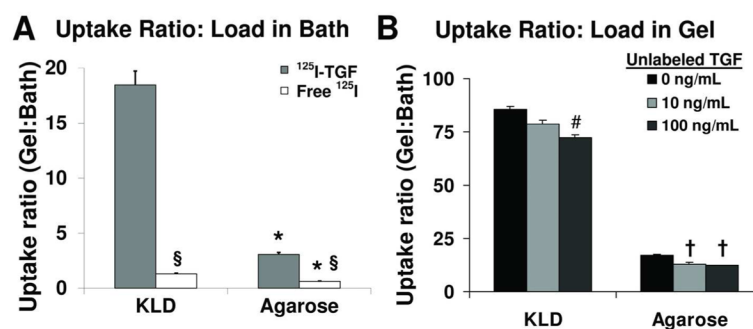 A Uptake Ratio: Load in Bath
Uptake ratio (Gel:Bath)
20
15
10
5
0
¹²⁵I-TGF
Free ¹²⁵I
§
*
* §
KLD Agarose
B Uptake Ratio: Load in Gel
Uptake ratio (Gel:Bath)
100
75
50
25
0
Unlabeled TGF
0 ng/mL
10 ng/mL
100 ng/mL
#
† †
KLD Agarose